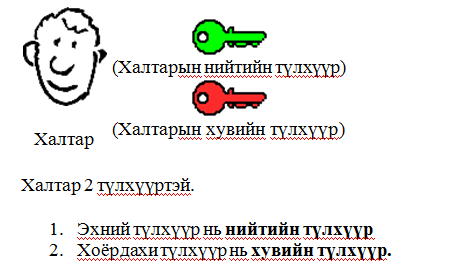 (Халтарын нийтийн түлхүүр)
(Халтарын хувийн түлхүүр)
Халтар
Халтар 2 түлхүүртэй.
1. Эхний түлхүүр нь нийтийн түлхүүр
2. Хоёрдахи түлхүүр нь хувийн түлхүүр.